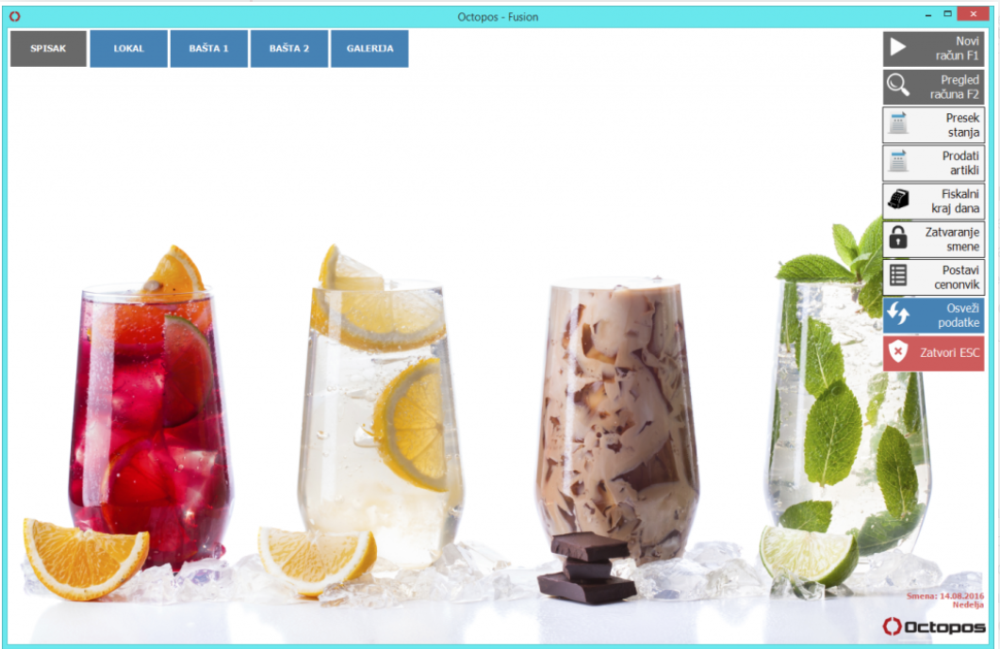 Octopos - Fusion
SPISAK
LOKAL
BAŠTA 1
BAŠTA 2
GALERIJA
Novi
račun F1
Pregled
računa F2
Presek
stanja
Prodati
artikli
Fiskalni
kraj dana
Zatvaranje
smene
Postavi
cenonvik
Osveži
podatke
Zatvori ESC
Smena: 14.08.2016
Nedelja
Octopos